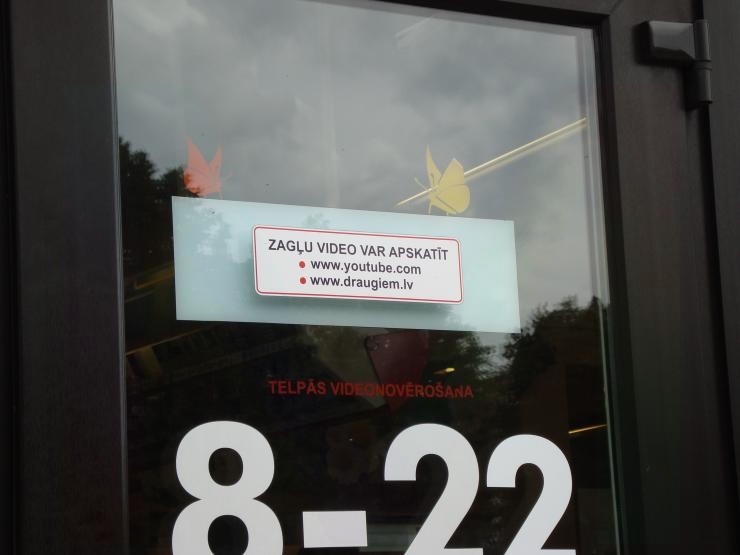 ZAGĻU VIDEO VAR APSKATĪT
• www.youtube.com
• www.draugiem.lv
TELPĀS VIDEONOVĒROŠANA
8-22